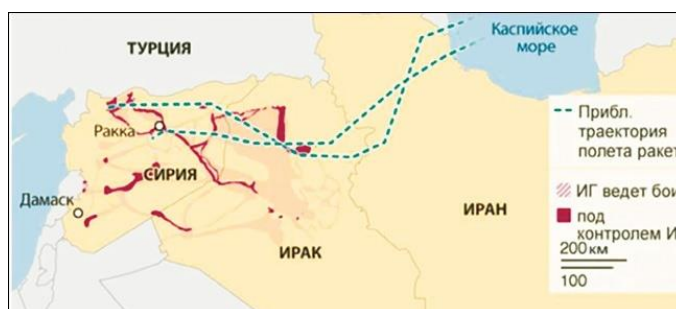 Каспийское
море
ТУРЦИЯ
Ракка
СИРИЯ
Дамаск
ИРАК
ИРАН
Прибл.
траектория
полета ракет
ИГ ведет бои
под
контролем И
200 км
100